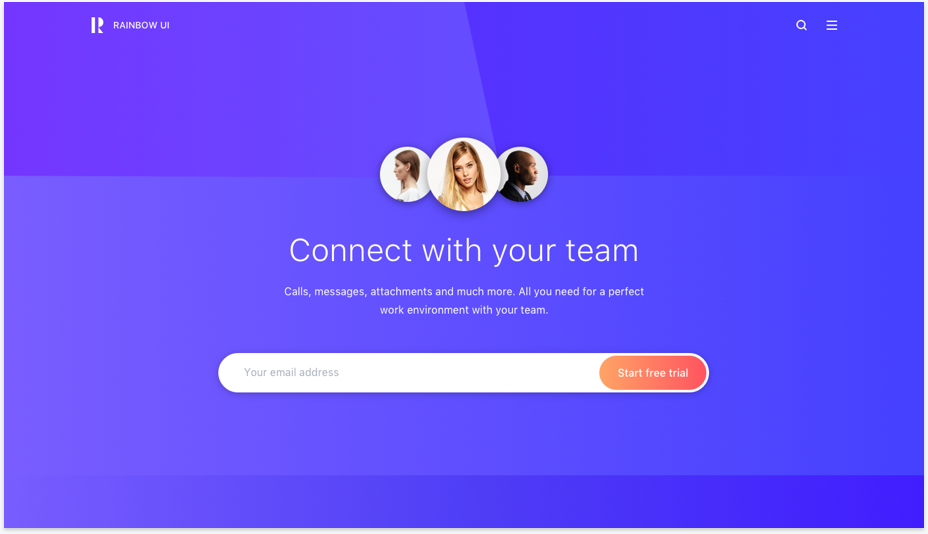 RAINBOW UI
Connect with your team
Calls, messages, attachments and much more. All you need for a perfect
work environment with your team.
Your email address
Start free trial